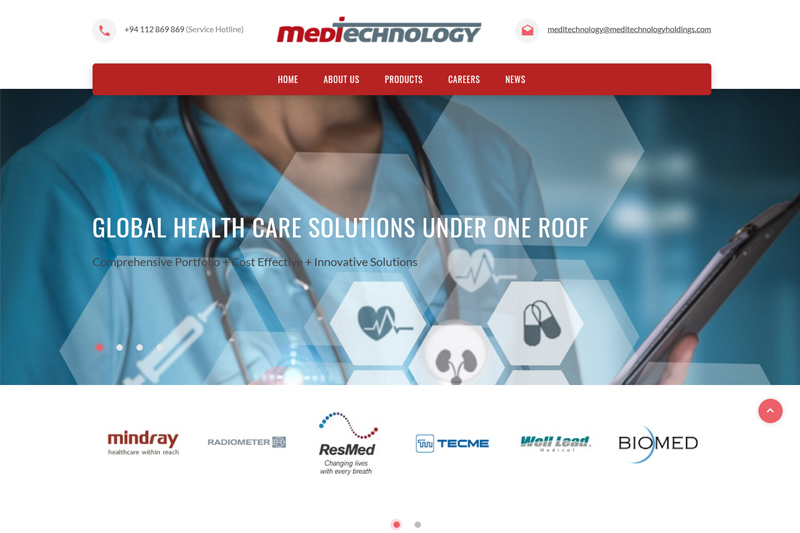 +94 112 869 869 (Service Hotline)
MEDITECHNOLOGY
meditechnology@meditechnologyholdings.com
HOME
ABOUT US
PRODUCTS
CAREERS
NEWS
GLOBAL HEALTH CARE SOLUTIONS UNDER ONE ROOF
Comprehensive Portfolio + Cost Effective + Innovative Solutions
mindray
healthcare within reach
RADIOMETER
ResMed
Changing lives
with every breath
TECME
Well Lead
Medical
BIOMED